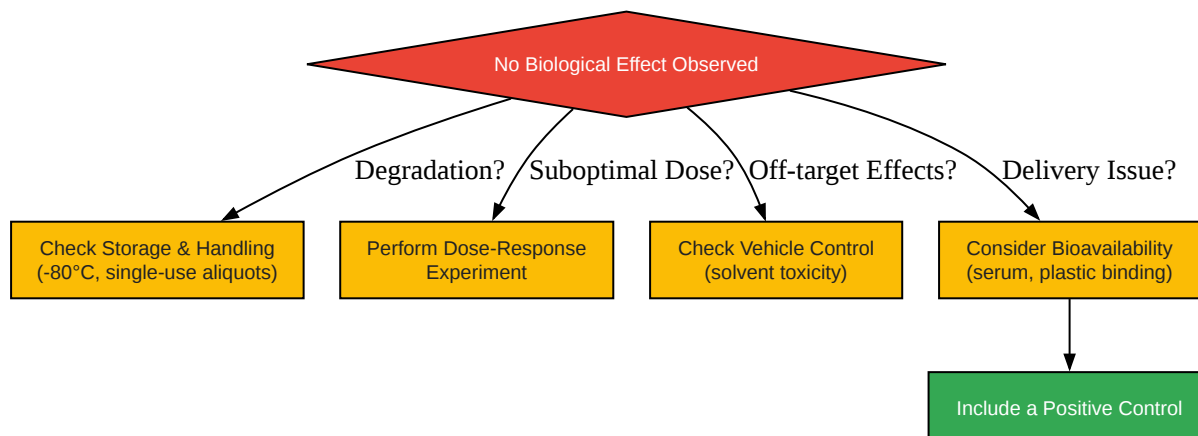 No Biological Effect Observed
Degradation?
Suboptimal Dose?
Off-target Effects?
Delivery Issue?
Check Storage & Handling
(-80°C, single-use aliquots)
Perform Dose-Response
Experiment
Check Vehicle Control
(solvent toxicity)
Consider Bioavailability
(serum, plastic binding)
Include a Positive Control